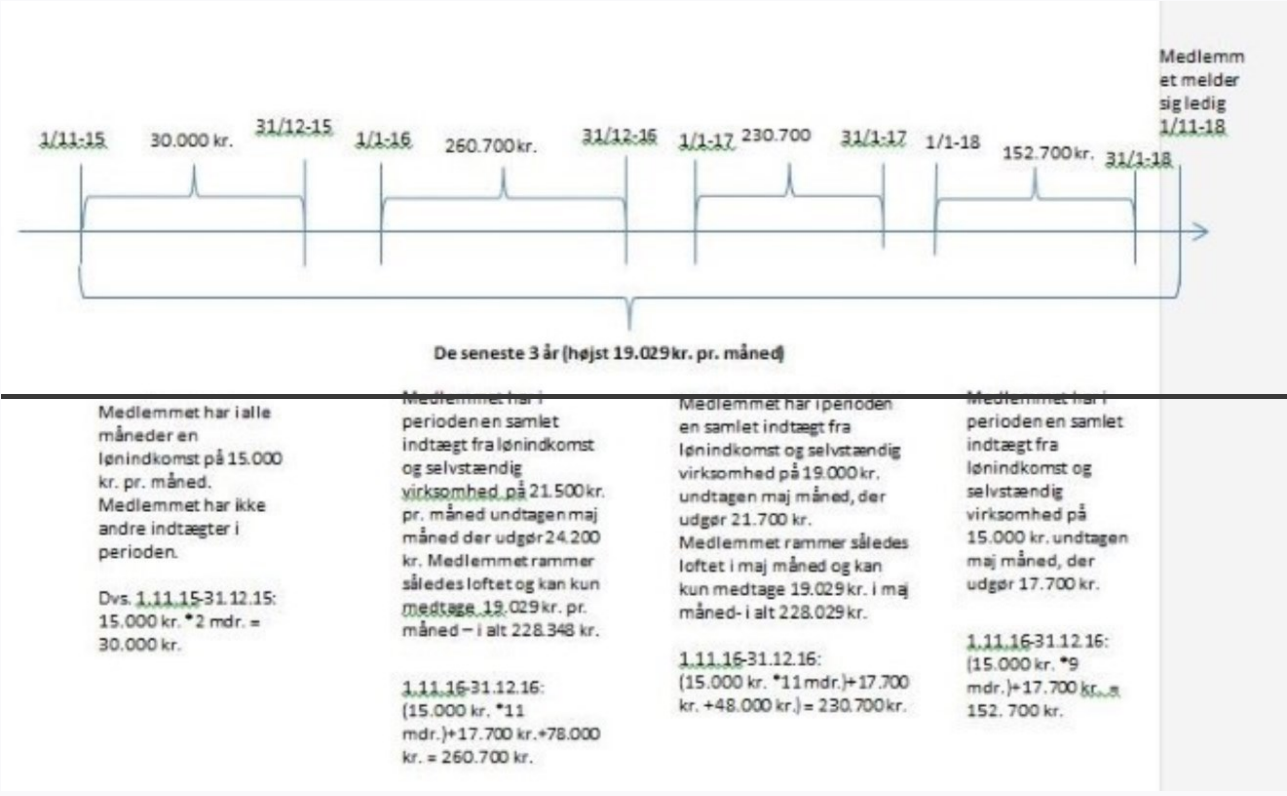 Medlemm
et melder
sig ledig
1/11-18
1/11-15
30.000 kr.
31/12-15
1/1-16
260.700 kr.
31/12-16
1/1-17
230.700
31/1-17
1/1-18
152.700 kr.
31/1-18
De seneste 3 år (højst 19.029 kr. pr. måned)
Medlemmet har i alle
måneder en
lønindkomst på 15.000
kr. pr. måned.
Medlemmet har ikke
andre indtægter i
perioden.
Dvs. 1.11.15-31.12.15:
15.000 kr. *2 mdr. =
30.000 kr.
Medlemmet har i
perioden en samlet
indtægt fra lønindkomst
og selvstændig
virksomhed på 21.500 kr.
pr. måned undtagen maj
måned der udgør 24.200
kr. Medlemmet rammer
således loftet og kan kun
medtage 19.029 kr. pr.
måned – i alt 228.348 kr.
1.11.16-31.12.16:
(15.000 kr. *11
mdr.)+17.700 kr.+78.000
kr. = 260.700 kr.
Medlemmet har i perioden
en samlet indtægt fra
lønindkomst og selvstændig
virksomhed på 19.000 kr.
undtagen maj måned, der
udgør 21.700 kr.
Medlemmet rammer således
loftet i maj måned og kan
kun medtage 19.029 kr. i maj
måned- i alt 228.029 kr.
1.11.16-31.12.16:
(15.000 kr. *11 mdr.)+17.700
kr. +48.000 kr.) = 230.700 kr.
Medlemmet har i
perioden en samlet
indtægt fra
lønindkomst og
selvstændig
virksomhed på
15.000 kr. undtagen
maj måned, der
udgør 17.700 kr.
1.11.16-31.12.16:
(15.000 kr. *9
mdr.)+17.700 kr. =
152. 700 kr.